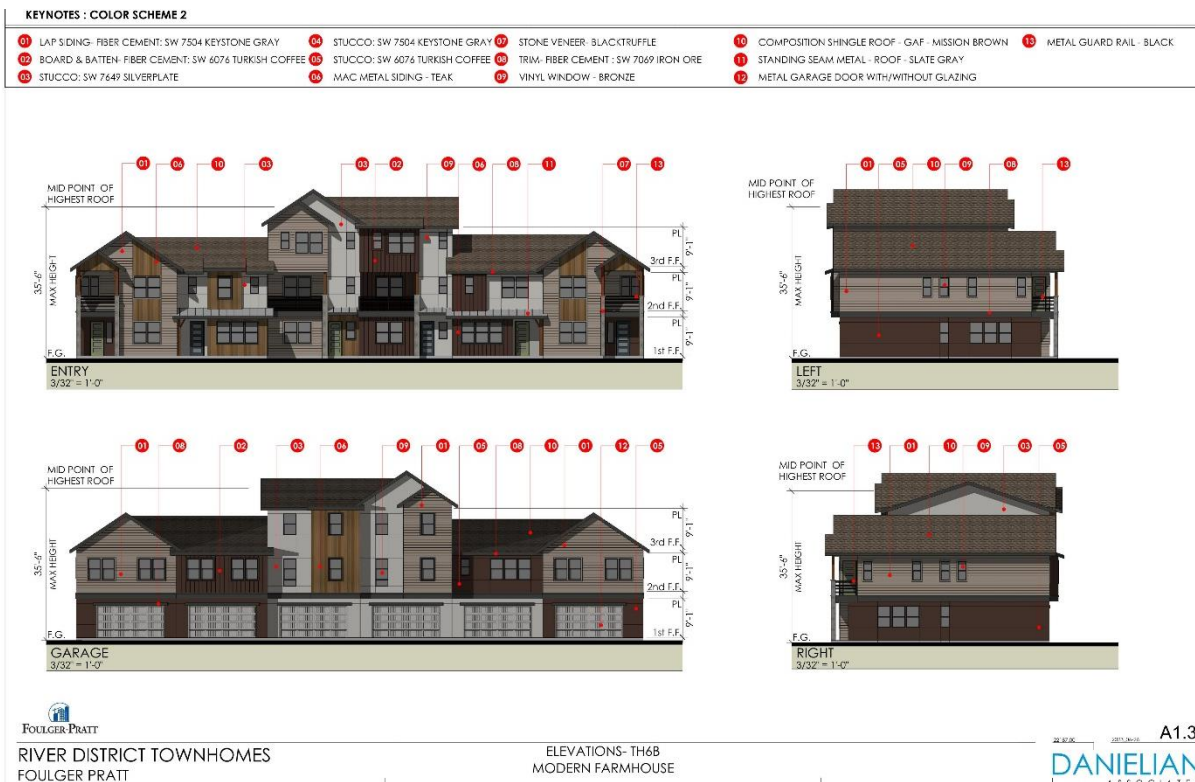 KEYNOTES : COLOR SCHEME 2
01 LAP SIDING- FIBER CEMENT: SW 7504 KEYSTONE GRAY
02 BOARD & BATTEN- FIBER CEMENT: SW 6076 TURKISH COFFEE
03 STUCCO: SW 7649 SILVERPLATE
04 STUCCO: SW 7504 KEYSTONE GRAY
05 STUCCO: SW 6076 TURKISH COFFEE
06 MAC METAL SIDING - TEAK
07 STONE VENEER- BLACKTRUFFLE
08 TRIM- FIBER CEMENT : SW 7069 IRON ORE
09 VINYL WINDOW - BRONZE
10 COMPOSITION SHINGLE ROOF - GAF - MISSION BROWN
11 STANDING SEAM METAL - ROOF - SLATE GRAY
12 METAL GARAGE DOOR WITH/WITHOUT GLAZING
13 METAL GUARD RAIL - BLACK
01 06 10 03 03 02 09 06 08 11 07 13
MID POINT OF
HIGHEST ROOF
35'-6"
MAX HEIGHT
F.G.
PL
9'-1"
3rd F.F.
PL
9'-1"
2nd F.F.
PL
9'-1"
1st F.F.
ENTRY
3/32" = 1'-0"
01 05 10 09 08 13
MID POINT OF
HIGHEST ROOF
35'-6"
MAX HEIGHT
F.G.
LEFT
3/32" = 1'-0"
01 08 02 03 06 09 01 05 08 10 01 12 05
MID POINT OF
HIGHEST ROOF
35'-6"
MAX HEIGHT
F.G.
PL
9'-1"
3rd F.F.
PL
9'-1"
2nd F.F.
PL
9'-1"
1st F.F.
GARAGE
3/32" = 1'-0"
13 01 10 09 03 05
MID POINT OF
HIGHEST ROOF
35'-6"
MAX HEIGHT
F.G.
RIGHT
3/32" = 1'-0"
FOULGER-PRATT
RIVER DISTRICT TOWNHOMES
FOULGER PRATT
ELEVATIONS- TH6B
MODERN FARMHOUSE
A1.3
DANIELIAN